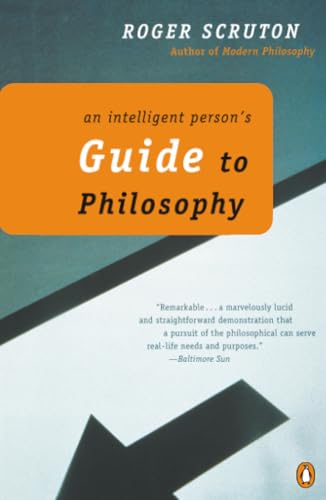 ROGER SCRUTON
Author of Modern Philosophy
an intelligent person's
Guide to
Philosophy
"Remarkable . . . a marvelously lucid
and straightforward demonstration that
a pursuit of the philosophical can serve
real-life needs and purposes."
—Baltimore Sun